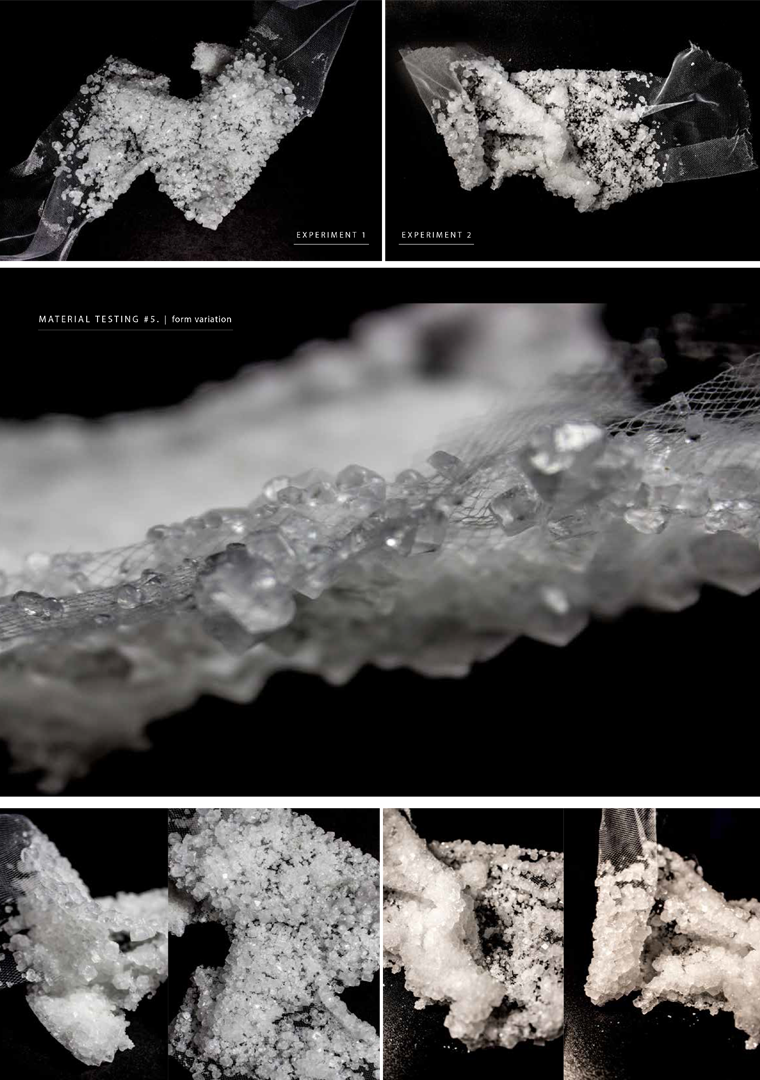 EXPERIMENT 1
EXPERIMENT 2
MATERIAL TESTING #5. | form variation